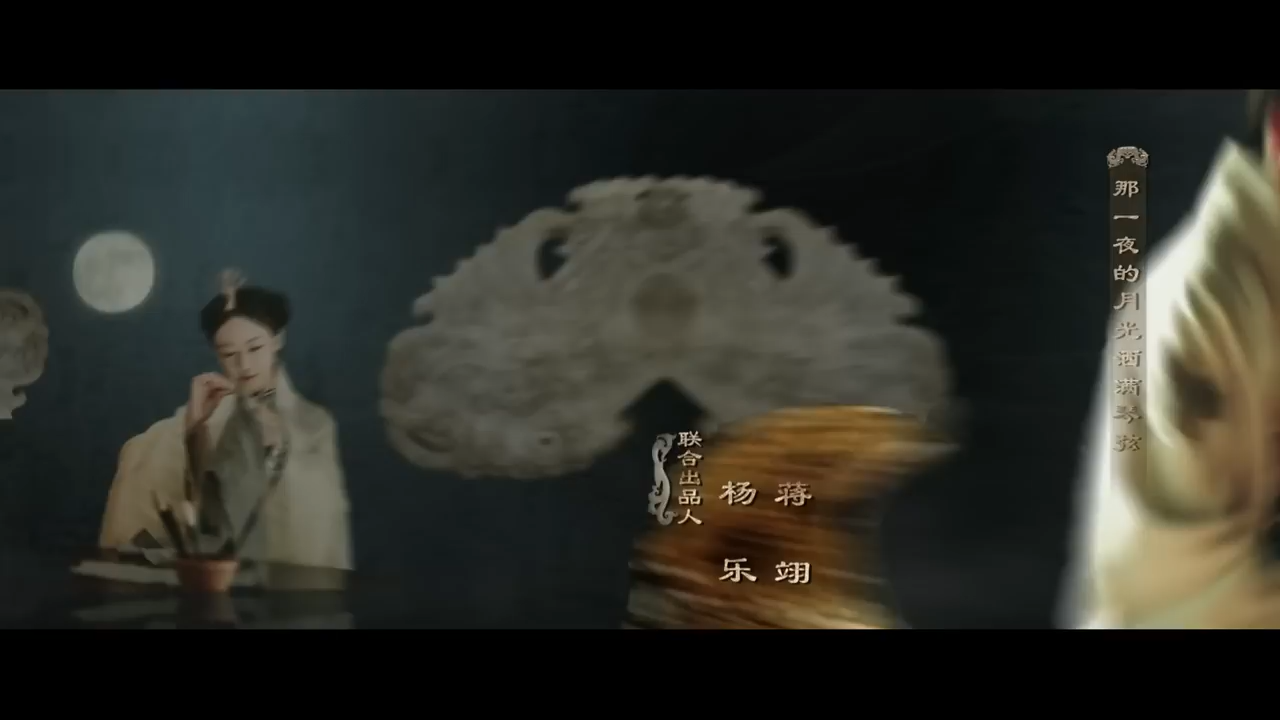 联合出品人
杨乐
蒋翊
那一夜的月光洒满琴弦